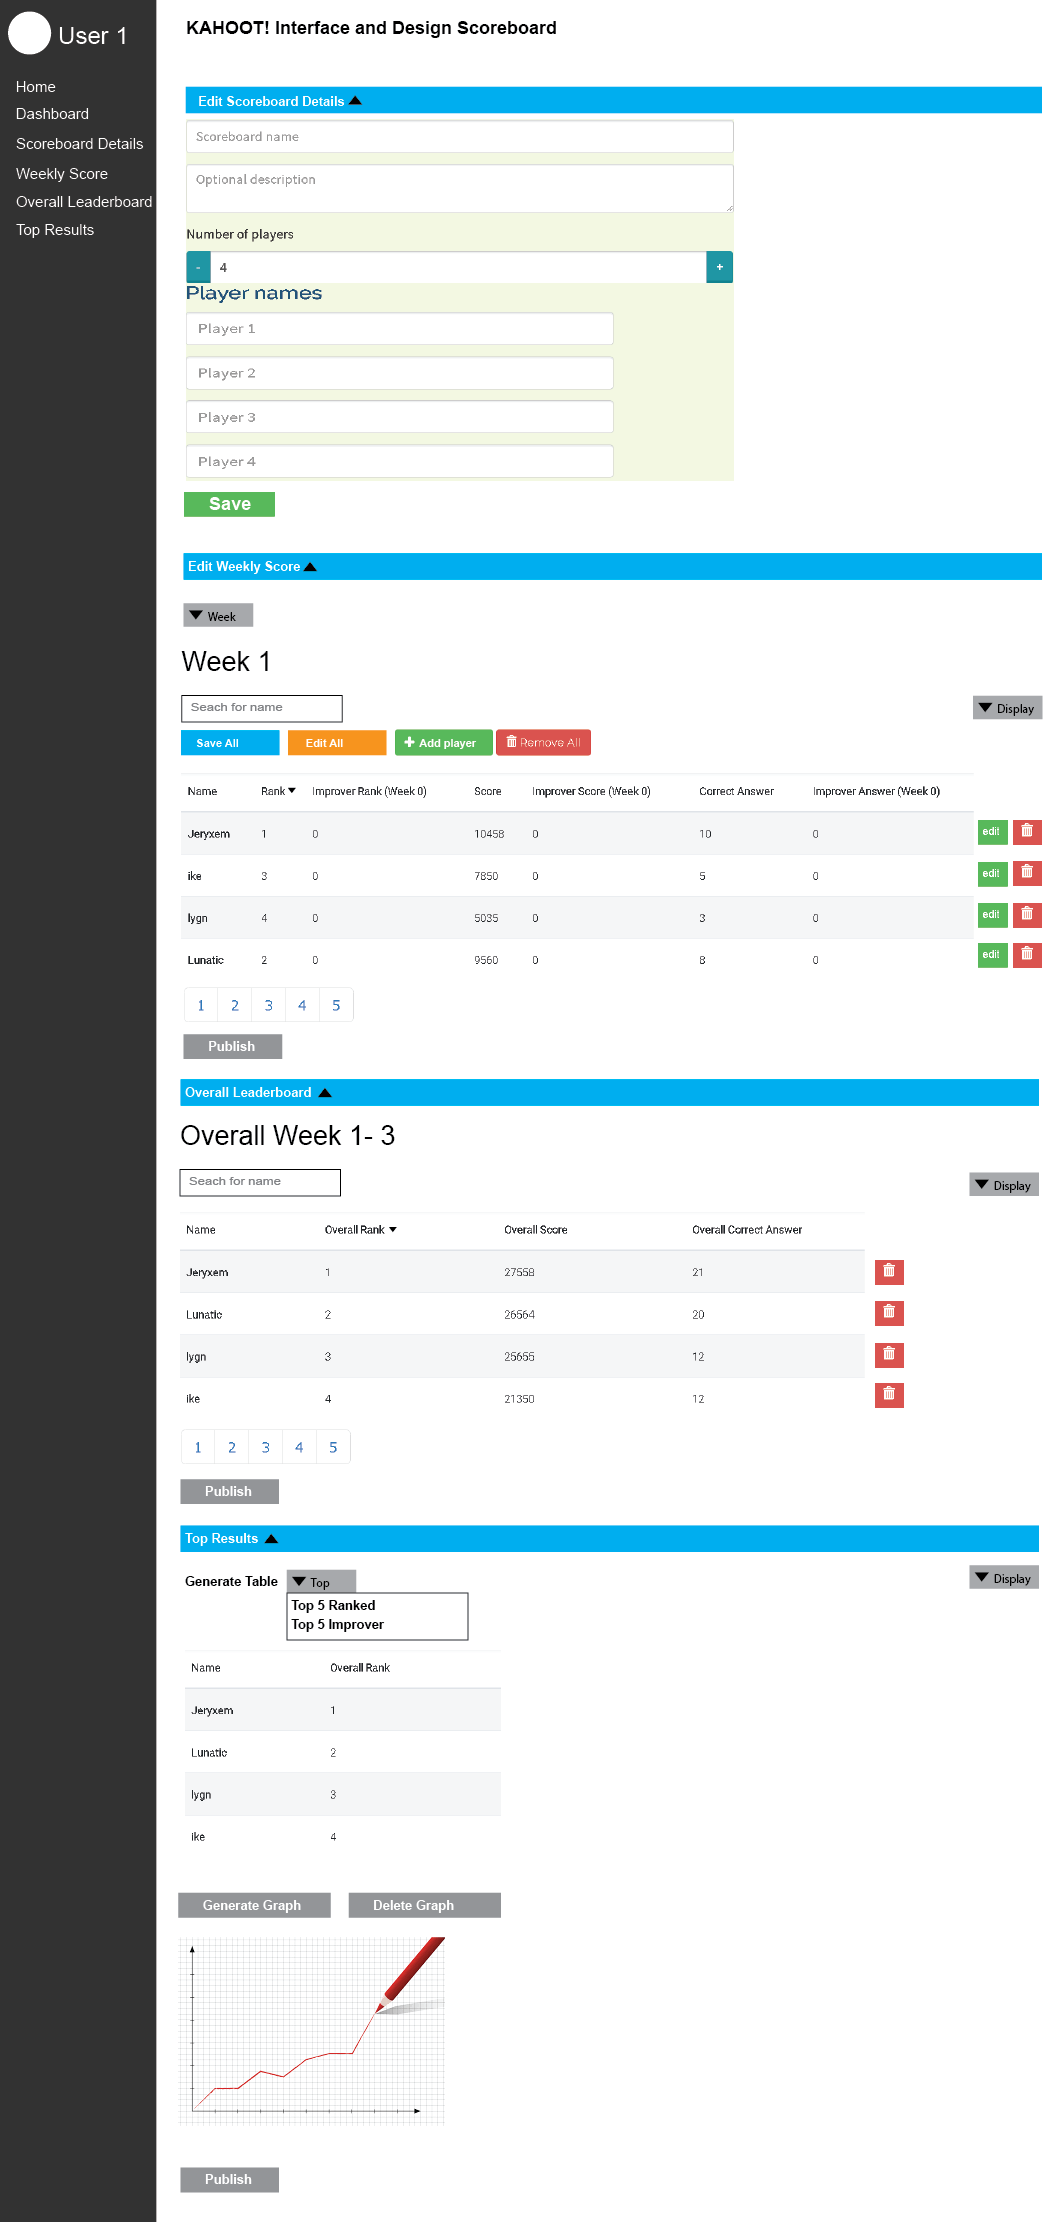 User 1
Home
Dashboard
Scoreboard Details
Weekly Score
Overall Leaderboard
Top Results
KAHOOT! Interface and Design Scoreboard
Edit Scoreboard Details
Scoreboard name
Optional description
Number of players
- 4 +
Player names
Player 1
Player 2
Player 3
Player 4
Save
Edit Weekly Score
Week
Week 1
Seach for name
Display
Save All Edit All Add player Remove All
Name Rank Improver Rank (Week 0) Score Improver Score (Week 0) Correct Answer Improver Answer (Week 0)
Jeryxem 1 0 10458 0 10 0 edit
ike 3 0 7850 0 5 0 edit
lygn 4 0 5035 0 3 0 edit
Lunatic 2 0 9560 0 8 0 edit
1 2 3 4 5
Publish
Overall Leaderboard
Overall Week 1- 3
Seach for name
Display
Name Overall Rank Overall Score Overall Correct Answer
Jeryxem 1 27558 21
Lunatic 2 26564 20
lygn 3 25655 12
ike 4 21350 12
1 2 3 4 5
Publish
Top Results
Generate Table Top Display
Top 5 Ranked
Top 5 Improver
Name Overall Rank
Jeryxem 1
Lunatic 2
lygn 3
ike 4
Generate Graph Delete Graph
Publish